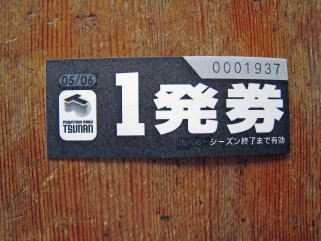 0001937
05/06
1発券
MOUNTAIN PARK
TSUNAN
05/06 シーズン終了まで有効